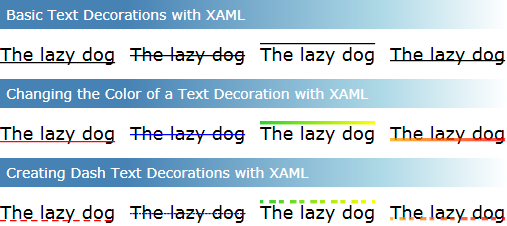 Basic Text Decorations with XAML
The lazy dog The lazy dog The lazy dog The lazy dog
Changing the Color of a Text Decoration with XAML
The lazy dog The lazy dog The lazy dog The lazy dog
Creating Dash Text Decorations with XAML
The lazy dog The lazy dog The lazy dog The lazy dog